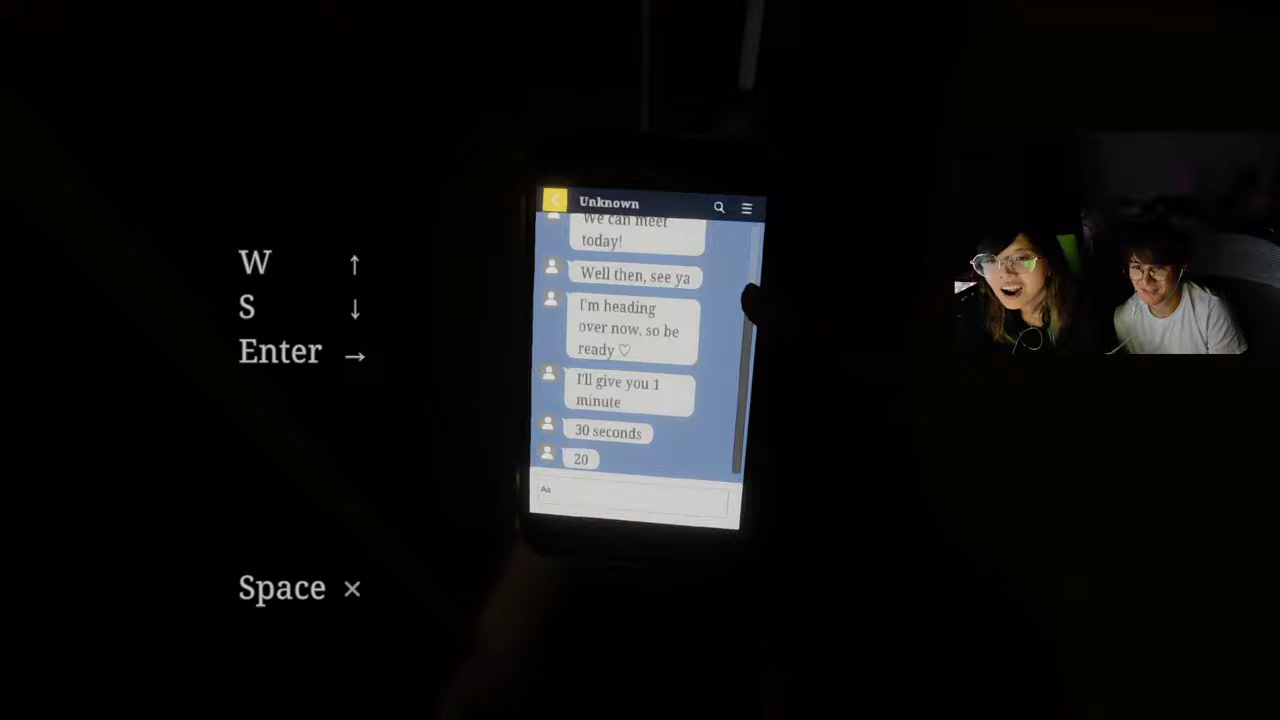 Unknown
We can meet
today!
Well then, see ya
I'm heading
over now, so be
ready ♡
I'll give you 1
minute
30 seconds
20
Aa
W ↑
S ↓
Enter →
Space ×